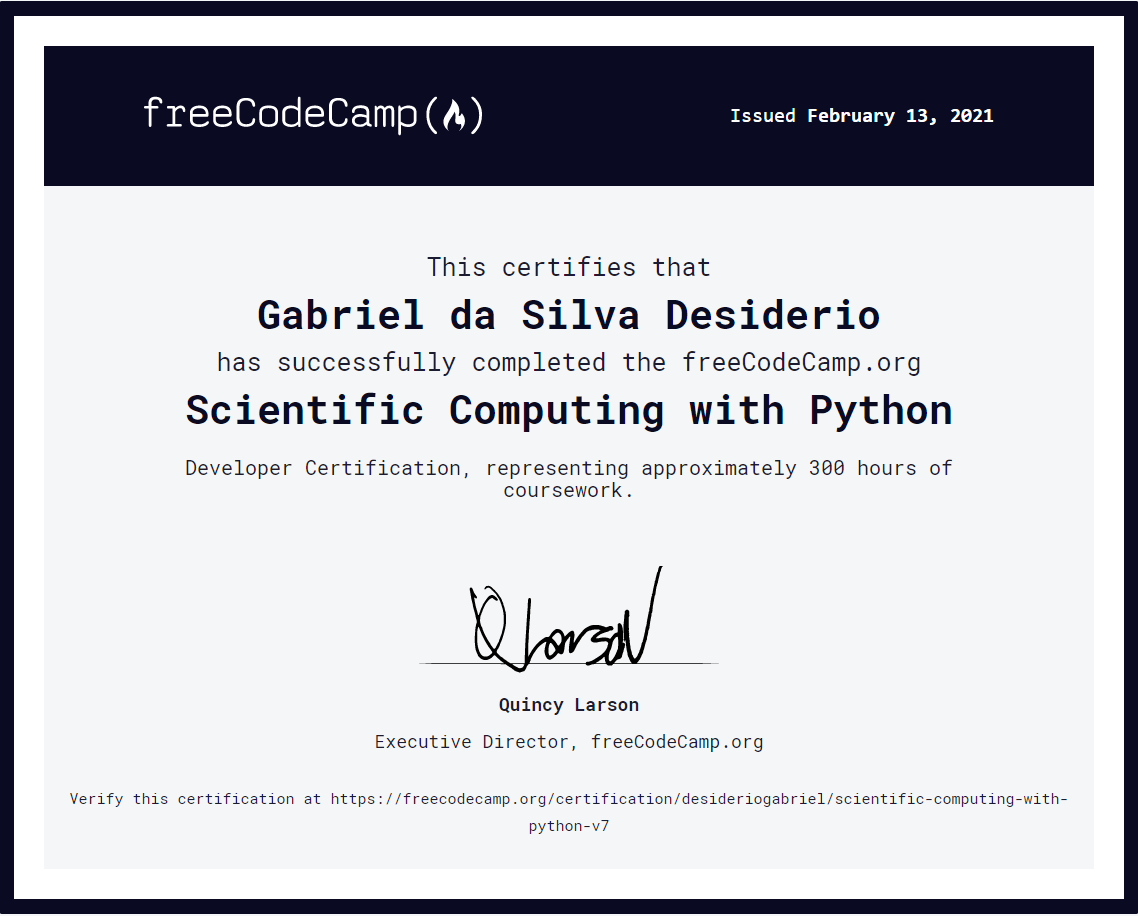 freeCodeCamp(🔥)
Issued February 13, 2021
This certifies that
Gabriel da Silva Desiderio
has successfully completed the freeCodeCamp.org
Scientific Computing with Python
Developer Certification, representing approximately 300 hours of
coursework.
Q Larson
Quincy Larson
Executive Director, freeCodeCamp.org
Verify this certification at https://freecodecamp.org/certification/desideriogabriel/scientific-computing-with-
python-v7